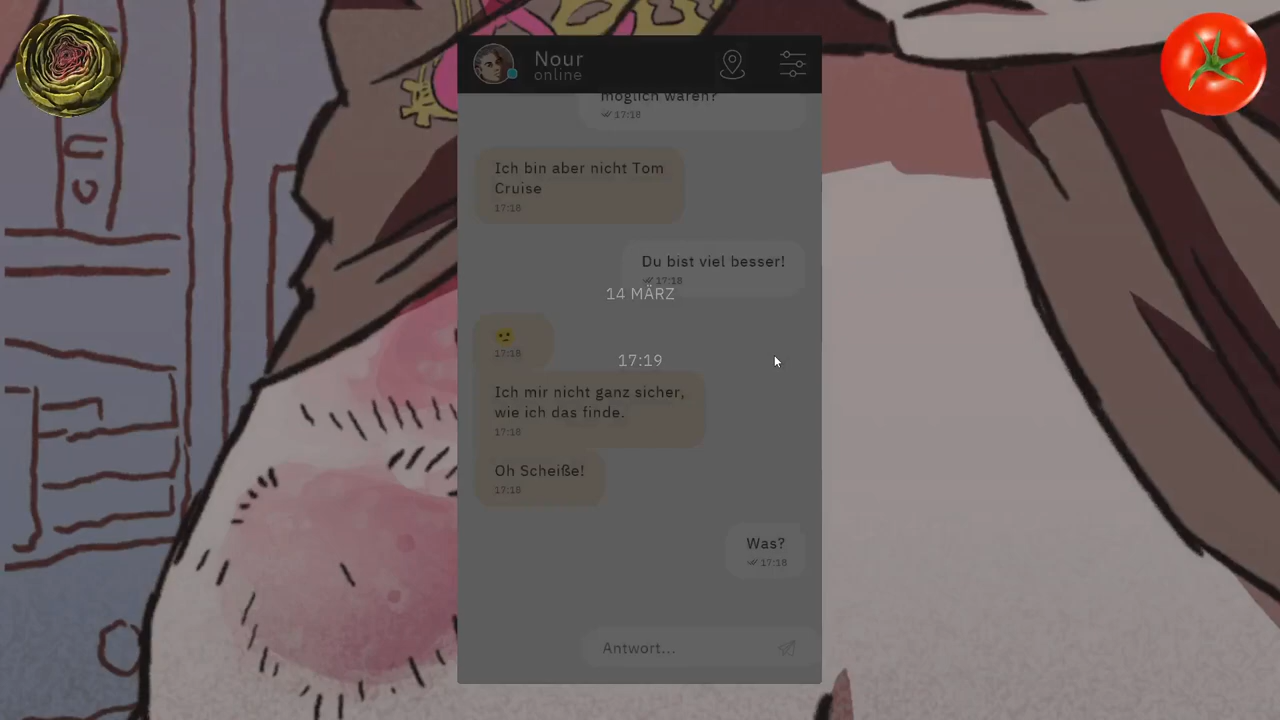 Nour
online
möglich wären?
17:18
Ich bin aber nicht Tom
Cruise
17:18
Du bist viel besser!
17:18
14 MÄRZ
17:18
17:19
Ich mir nicht ganz sicher,
wie ich das finde.
17:18
Oh Scheiße!
17:18
Was?
17:18
Antwort...